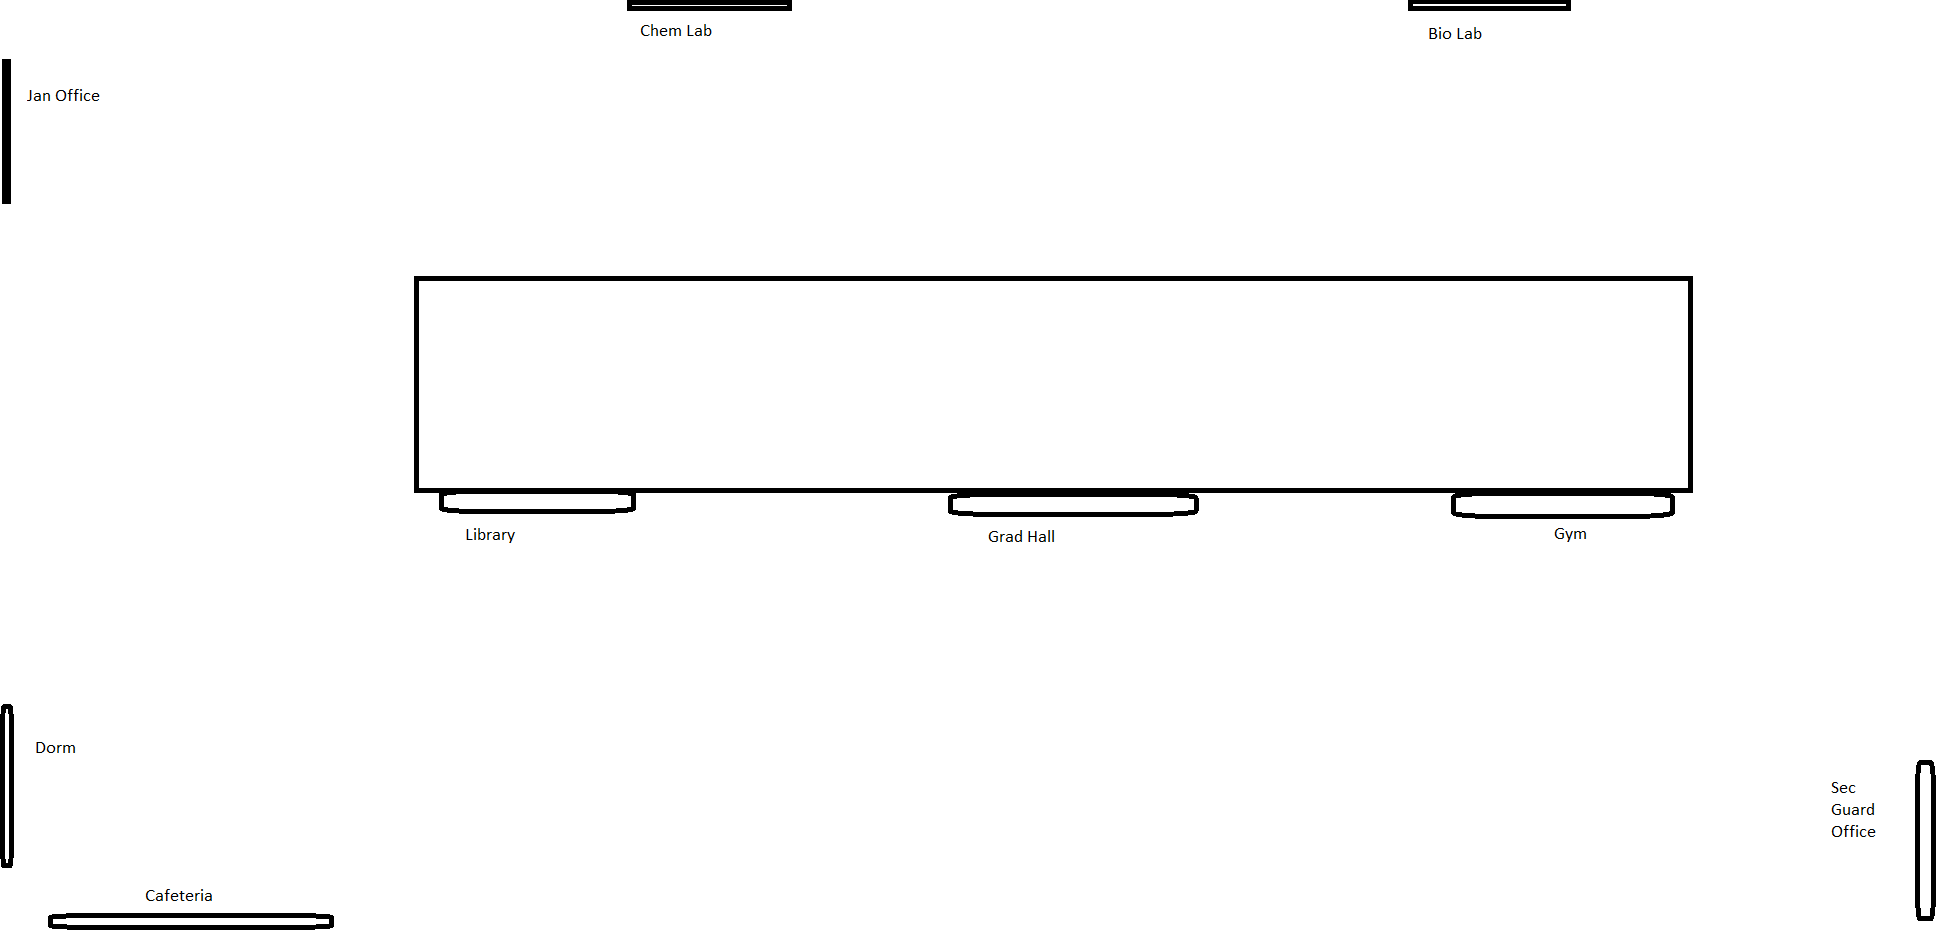 Chem Lab
Bio Lab
Jan Office
Library
Grad Hall
Gym
Dorm
Sec
Guard
Office
Cafeteria